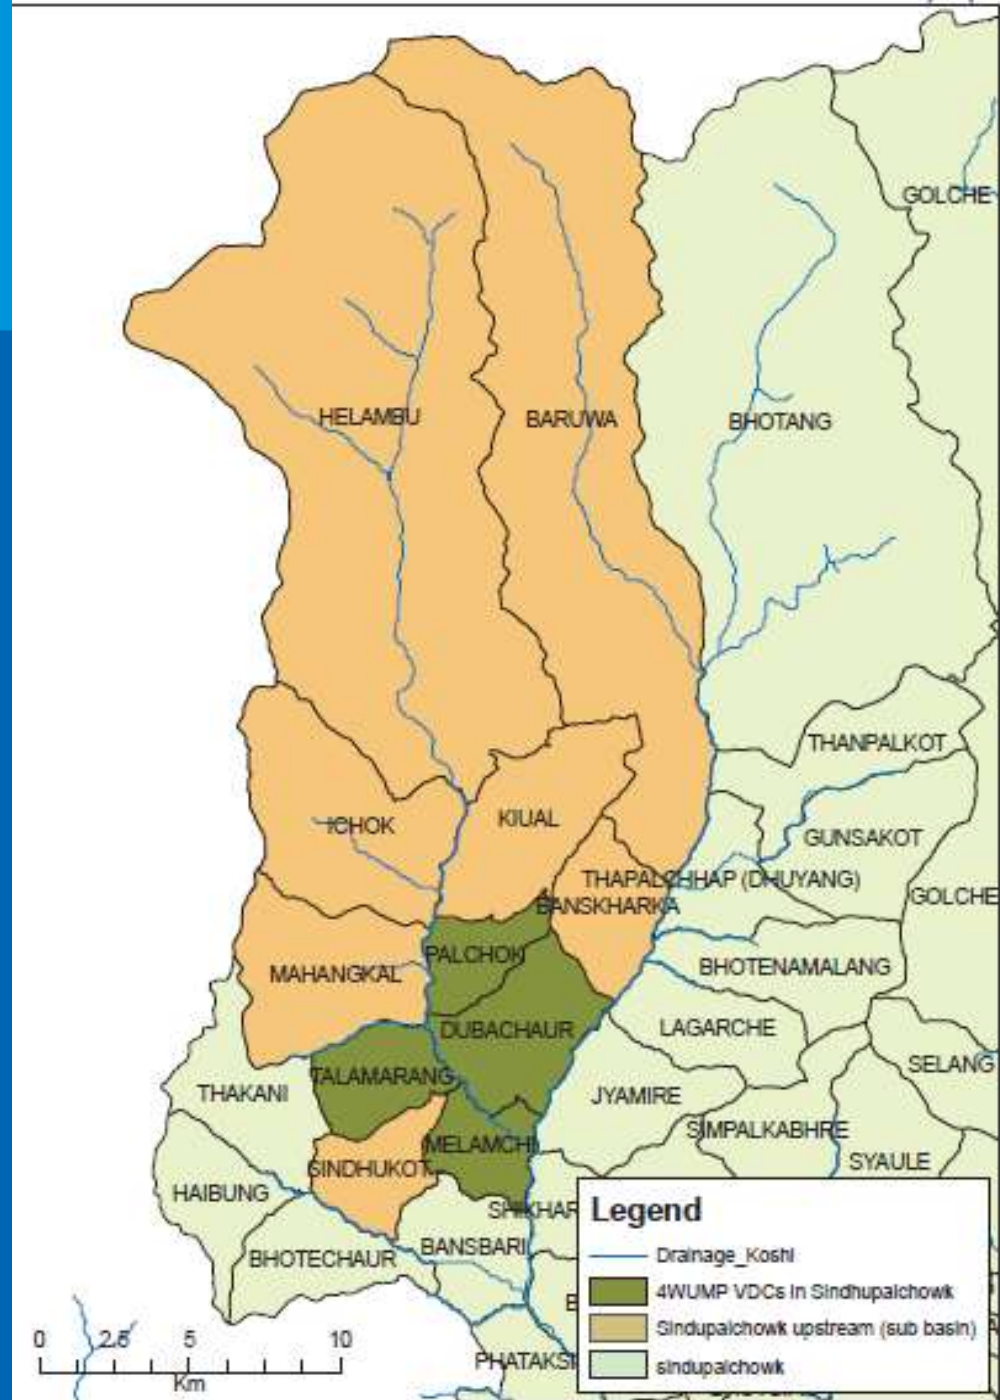 GOLCHE
HELAMBU
BARUWA
BHOTANG
THANPALKOT
ICHOK
KIUAL
GUNSAKOT
THAPALCHHAP (DHUYANG)
BANSKHARKA
GOLCHE
PALCHOK
MAHANGKAL
BHOTENAMALANG
DUBACHAUR
LAGARCHE
SELANG
TALAMARANG
THAKANI
JYAMIRE
SIMPALKABHRE
MELAMCHI
SYAULE
SINDHUKOT
HAIBUNG
SHIKHAR
BANSBARI
BHOTECHAUR
PHATAKSI
Legend
Drainage_Koshi
4WUMP VDCs in Sindhupalchowk
Sindupalchowk upstream (sub basin)
sindupalchowk
0 2.5 5 10
Km